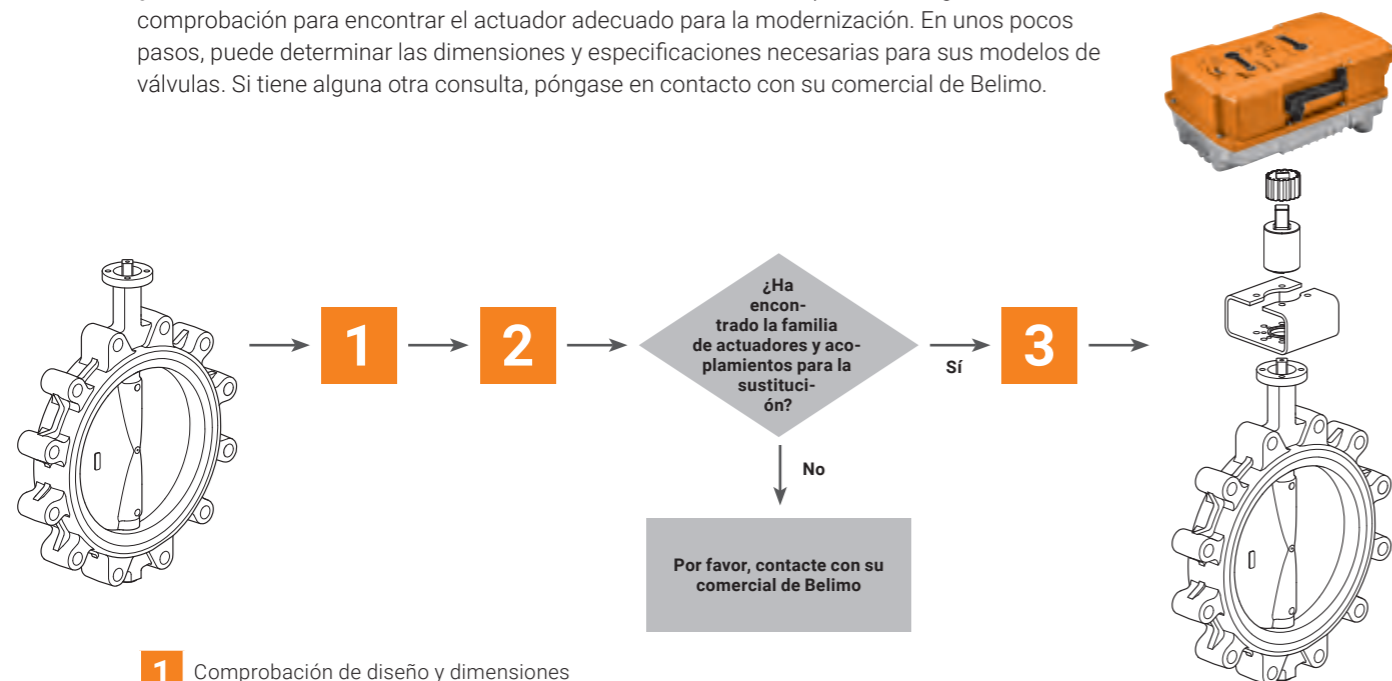 comprobación para encontrar el actuador adecuado para la modernización. En unos pocos
pasos, puede determinar las dimensiones y especificaciones necesarias para sus modelos de
válvulas. Si tiene alguna otra consulta, póngase en contacto con su comercial de Belimo.
1
2
¿Ha
encon-
trado la familia
de actuadores y aco-
plamientos para la
sustituci-
ón?
Sí
3
No
Por favor, contacte con su
comercial de Belimo
1 Comprobación de diseño y dimensiones